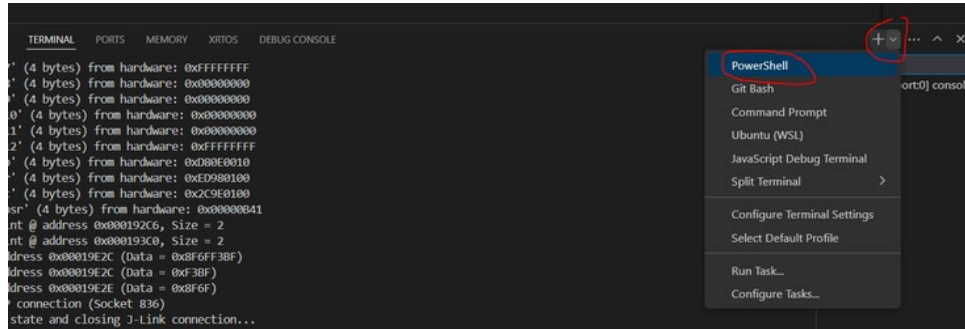 TERMINAL PORTS MEMORY XRTOS DEBUG CONSOLE
' (4 bytes) from hardware: 0xFFFFFFFF
' (4 bytes) from hardware: 0x00000000
' (4 bytes) from hardware: 0x00000000
0' (4 bytes) from hardware: 0x00000000
1' (4 bytes) from hardware: 0x00000000
2' (4 bytes) from hardware: 0xFFFFFFFF
' (4 bytes) from hardware: 0xD80E0010
' (4 bytes) from hardware: 0xED980100
' (4 bytes) from hardware: 0x2C9E0100
sr' (4 bytes) from hardware: 0x00000B41
nt @ address 0x000192C6, Size = 2
nt @ address 0x000193C0, Size = 2
ddress 0x00019E2C (Data = 0x8F6FF3BF)
ddress 0x00019E2C (Data = 0xF3BF)
ddress 0x00019E2E (Data = 0x8F6F)
connection (Socket 836)
state and closing J-Link connection...
PowerShell
Git Bash
Command Prompt
Ubuntu (WSL)
JavaScript Debug Terminal
Split Terminal
Configure Terminal Settings
Select Default Profile
Run Task...
Configure Tasks...
ort:0] consol